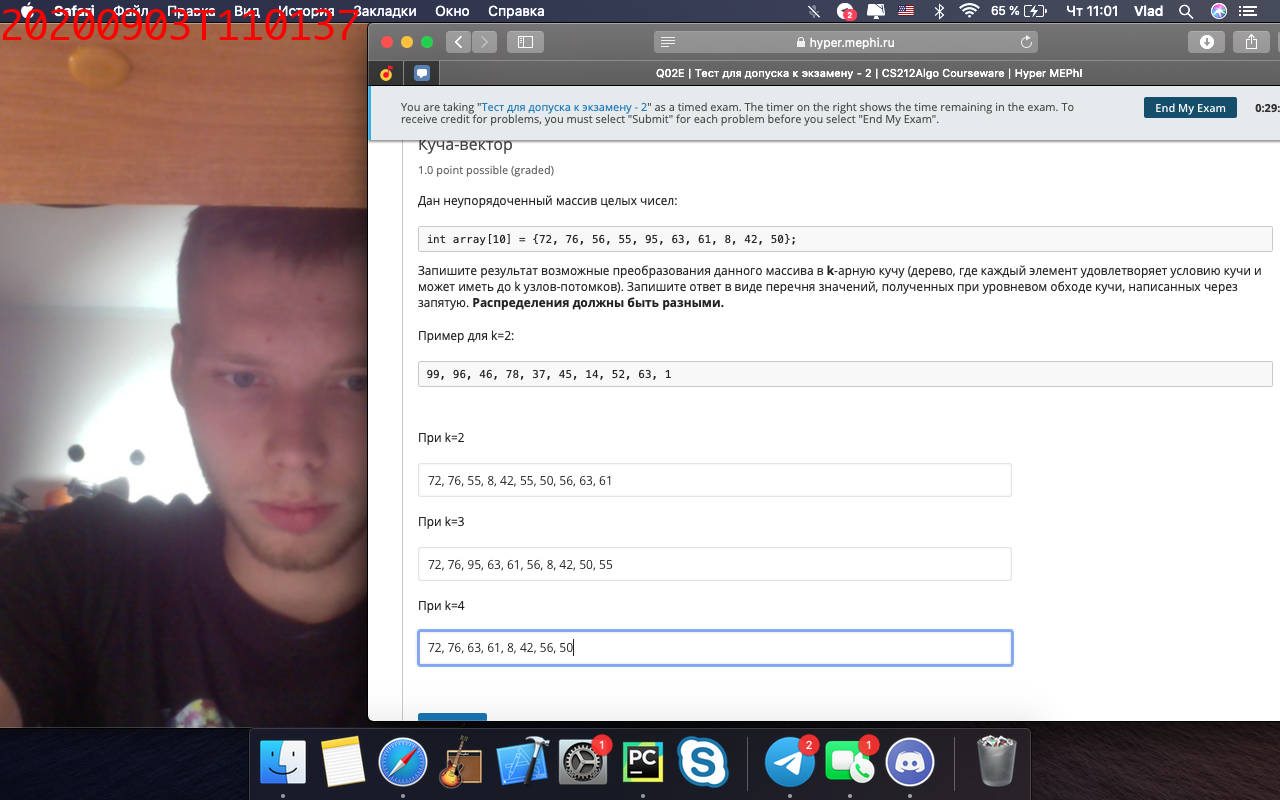 20200903T110137
Safari Файл Правка Вид История Закладки Окно Справка
2
65 %
Чт 11:01 Vlad
hyper.mephi.ru
Q02E | Тест для допуска к экзамену - 2 | CS212Algo Courseware | Hyper MEPhI
You are taking "Тест для допуска к экзамену - 2" as a timed exam. The timer on the right shows the time remaining in the exam. To
receive credit for problems, you must select "Submit" for each problem before you select "End My Exam".
End My Exam
0:29:
Куча-вектор
1.0 point possible (graded)
Дан неупорядоченный массив целых чисел:
int array[10] = {72, 76, 56, 55, 95, 63, 61, 8, 42, 50};
Запишите результат возможные преобразования данного массива в k-арную кучу (дерево, где каждый элемент удовлетворяет условию кучи и
может иметь до k узлов-потомков). Запишите ответ в виде перечня значений, полученных при уровневом обходе кучи, написанных через
запятую. Распределения должны быть разными.
Пример для k=2:
99, 96, 46, 78, 37, 45, 14, 52, 63, 1
При k=2
72, 76, 55, 8, 42, 55, 50, 56, 63, 61
При k=3
72, 76, 95, 63, 61, 56, 8, 42, 50, 55
При k=4
72, 76, 63, 61, 8, 42, 56, 50
1
PC
2
1